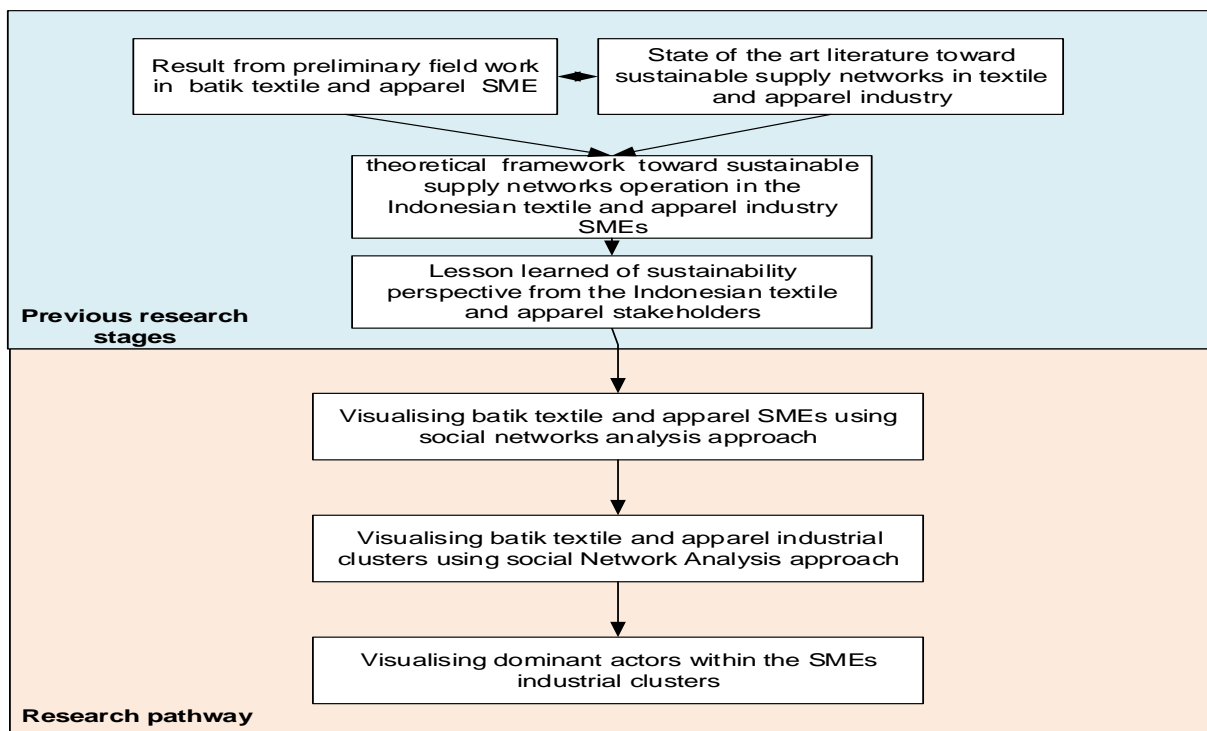 Result from preliminary field work
in batik textile and apparel SME
State of the art literature toward
sustainable supply networks in textile
and apparel industry
theoretical framework toward sustainable
supply networks operation in the
Indonesian textile and apparel industry
SMEs
Lesson learned of sustainability
perspective from the Indonesian textile
and apparel stakeholders
Previous research
stages
Visualising batik textile and apparel SMEs using
social networks analysis approach
Visualising batik textile and apparel industrial
clusters using social Network Analysis approach
Visualising dominant actors within the SMEs
industrial clusters
Research pathway